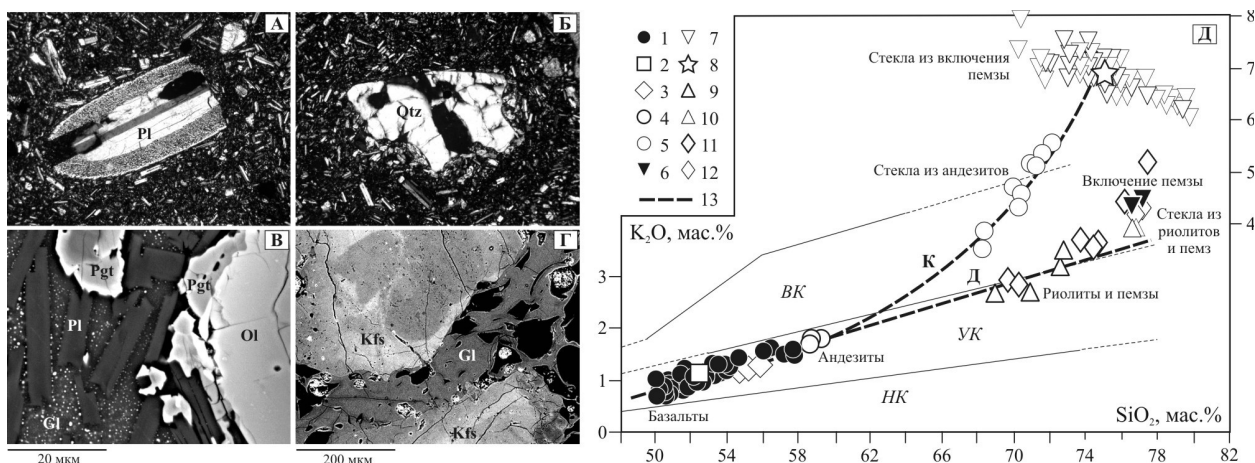 А
Pl
Б
Qtz
В
Pgt
Pgt
Pl
Ol
Gl
20 мкм
Г
Kfs
Gl
Kfs
200 мкм
Д
1 7
2 8
3 9
4 10
5 11
6 12
13
K₂O, мас.%
Стекла из включения
пемзы
Стекла из андезитов
Включение пемзы
Стекла из
риолитов
и пемз
К
Д
ВК
Риолиты и пемзы
УК
Андезиты
НК
Базальты
SiO₂, мас.%
8
7
6
5
4
3
2
1
0
50 54 58 62 66 70 74 78 82